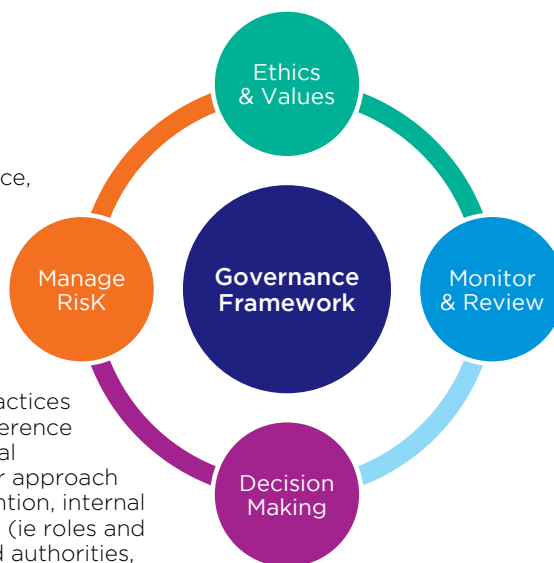 Ethics
& Values
ce,
Manage
RisK
Governance
Framework
Monitor
& Review
actices
erence
al
r approach
ntion, internal
(ie roles and
d authorities,
Decision
Making